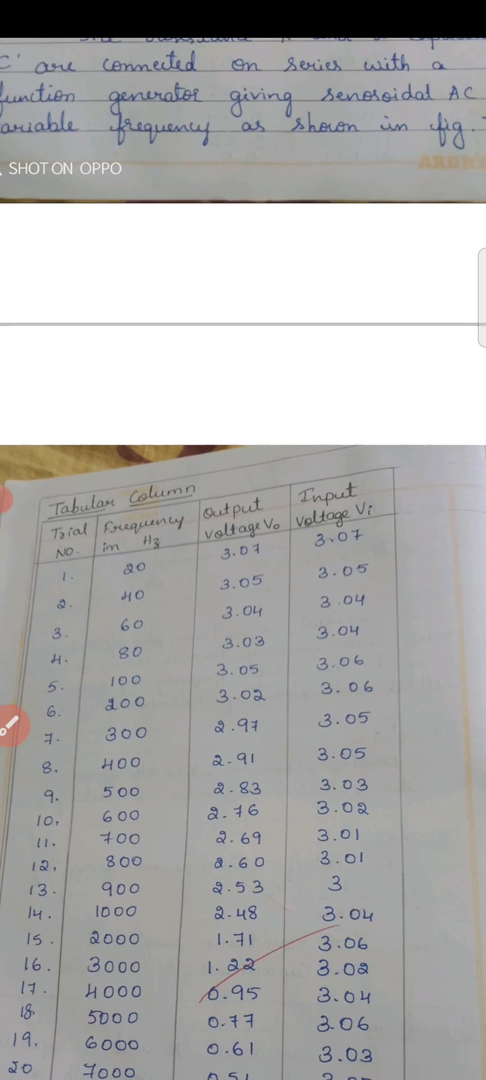 C' are connected on series with a
function generator giving senosoidal AC
variable frequency as shown in fig.
SHOT ON OPPO
Tabular Column
Trial No. Frequency in Hz Output voltage Vo Input voltage Vi
1. 20 3.07 3.07
2. 40 3.05 3.05
3. 60 3.04 3.04
4. 80 3.03 3.04
5. 100 3.05 3.06
6. 200 3.02 3.06
7. 300 2.97 3.05
8. 400 2.91 3.05
9. 500 2.83 3.03
10. 600 2.76 3.02
11. 700 2.69 3.01
12. 800 2.60 3.01
13. 900 2.53 3
14. 1000 2.48 3.04
15. 2000 1.71 3.06
16. 3000 1.22 3.02
17. 4000 0.95 3.04
18. 5000 0.77 3.06
19. 6000 0.61 3.03
20 7000 0.51